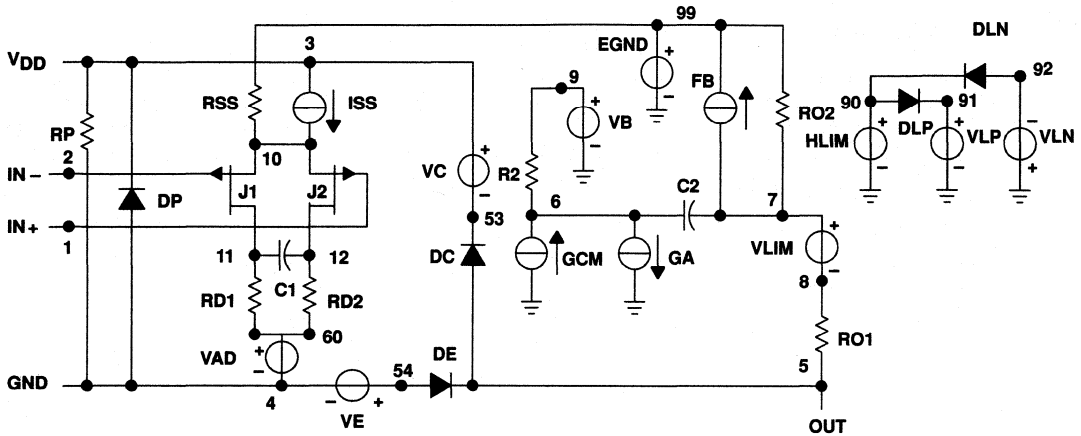 99
DLN
3
EGND
+
−
9
FB
92
VDD
RSS
ISS
90
91
RO2
RP
10
VB
+
−
HLIM
+
−
DLP
+
−
VLP
−
+
VLN
2
IN −
J1
J2
VC
+
−
R2
C2
DP
6
7
IN +
53
1
11
12
DC
GCM
GA
VLIM
+
−
C1
8
RD1
RD2
60
RO1
VAD
+
−
54
DE
5
GND
4
−
+
VE
OUT